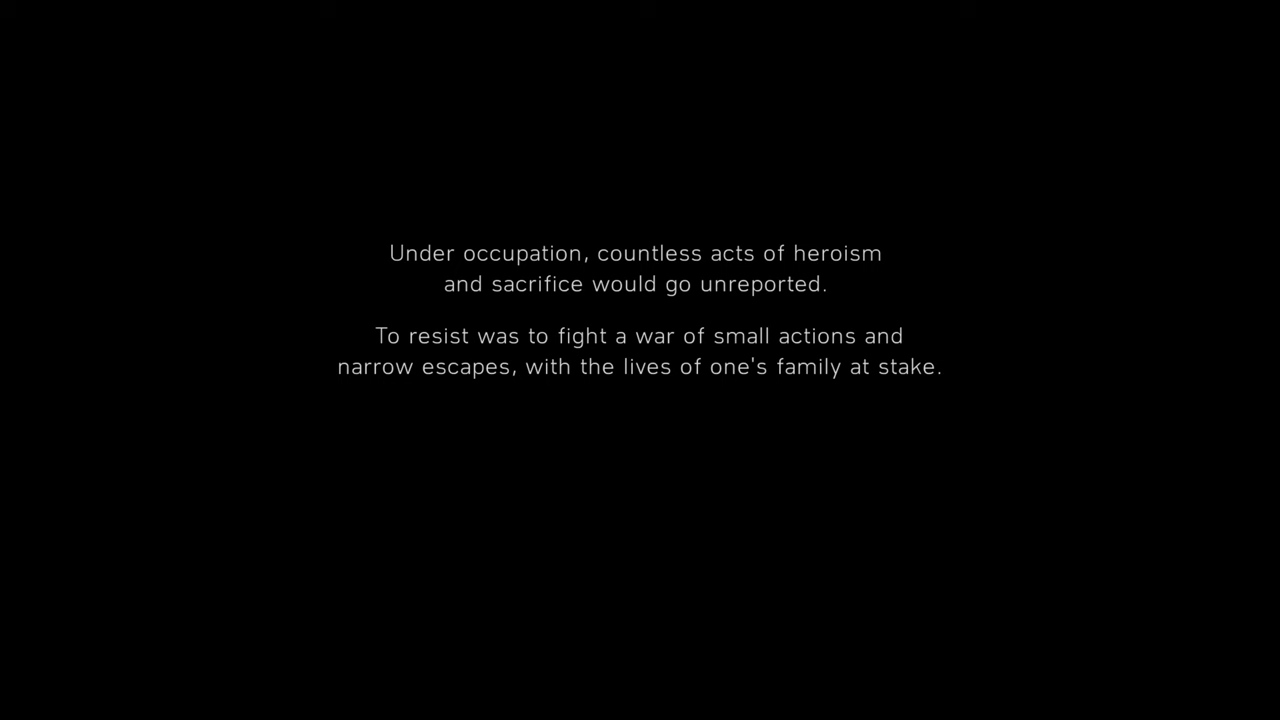 Under occupation, countless acts of heroism
and sacrifice would go unreported.
To resist was to fight a war of small actions and
narrow escapes, with the lives of one's family at stake.